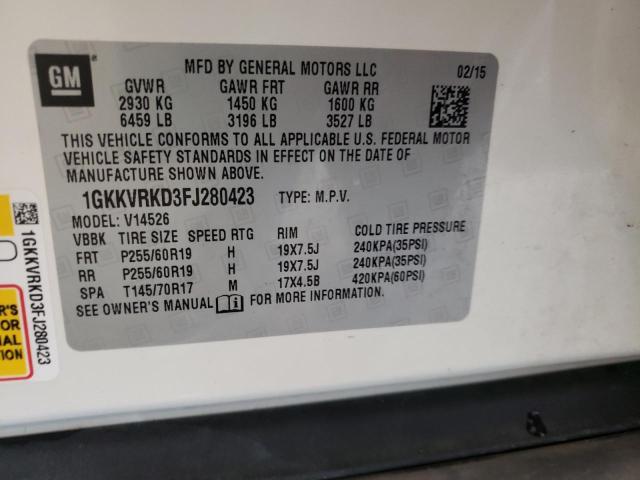 GM
MFD BY GENERAL MOTORS LLC 02/15
GVWR GAWR FRT GAWR RR
2930 KG 1450 KG 1600 KG
6459 LB 3196 LB 3527 LB
THIS VEHICLE CONFORMS TO ALL APPLICABLE U.S. FEDERAL MOTOR
VEHICLE SAFETY STANDARDS IN EFFECT ON THE DATE OF
MANUFACTURE SHOWN ABOVE.
1GKKVRKD3FJ280423 TYPE: M.P.V.
MODEL: V14526
VBBK TIRE SIZE SPEED RTG RIM COLD TIRE PRESSURE
FRT P255/60R19 H 19X7.5J 240KPA(35PSI)
RR P255/60R19 H 19X7.5J 240KPA(35PSI)
SPA T145/70R17 M 17X4.5B 420KPA(60PSI)
SEE OWNER'S MANUAL FOR MORE INFORMATION.
1GKKVRKD3FJ280423